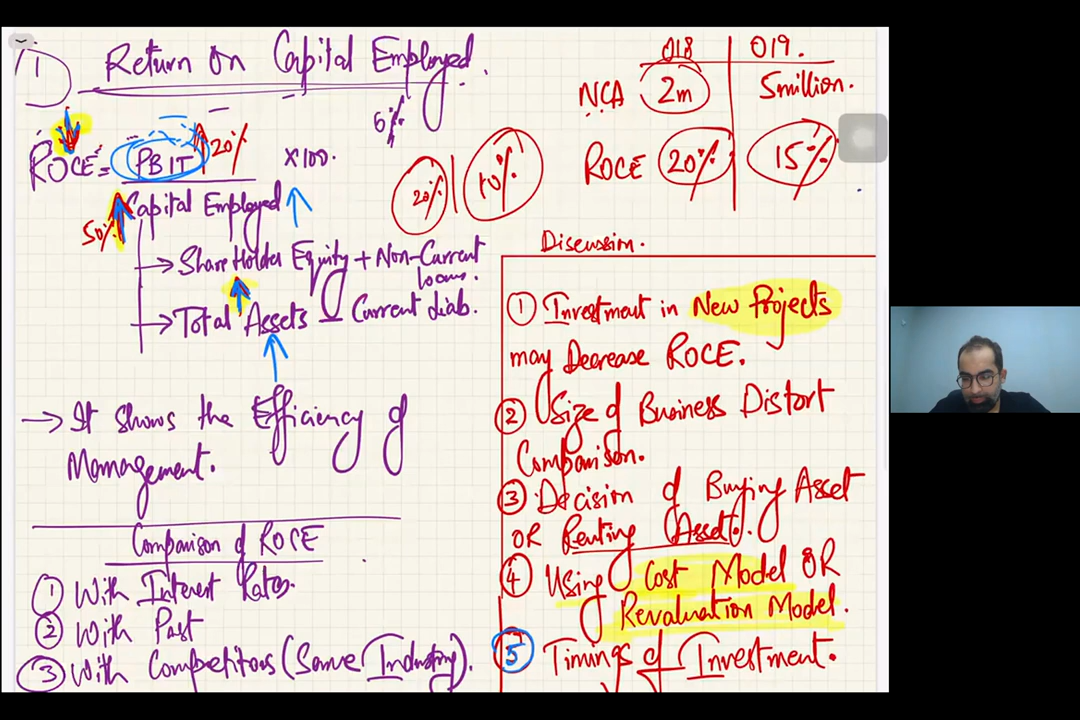 1 Return on Capital Employed.
6%
ROCE = PBIT 20% x100.
50% Capital Employed
→ Share Holder Equity + Non-Current
loans.
→ Total Assets - Current Liab.
→ It shows the Efficiency of
Management.
Comparison of ROCE
1 With Interest Rates.
2 With Past
3 With Competitors (Same Industry).
20% | 10%
018 | 019.
NCA 2m | 5million.
ROCE 20% | 15%
Discussion.
1 Investment in New Projects
may Decrease ROCE.
2 Size of Business Distort
Comparison.
3 Decision of Buying Asset
OR Renting Asset.
4 Using Cost Model OR
Revaluation Model.
5 Timings of Investment.